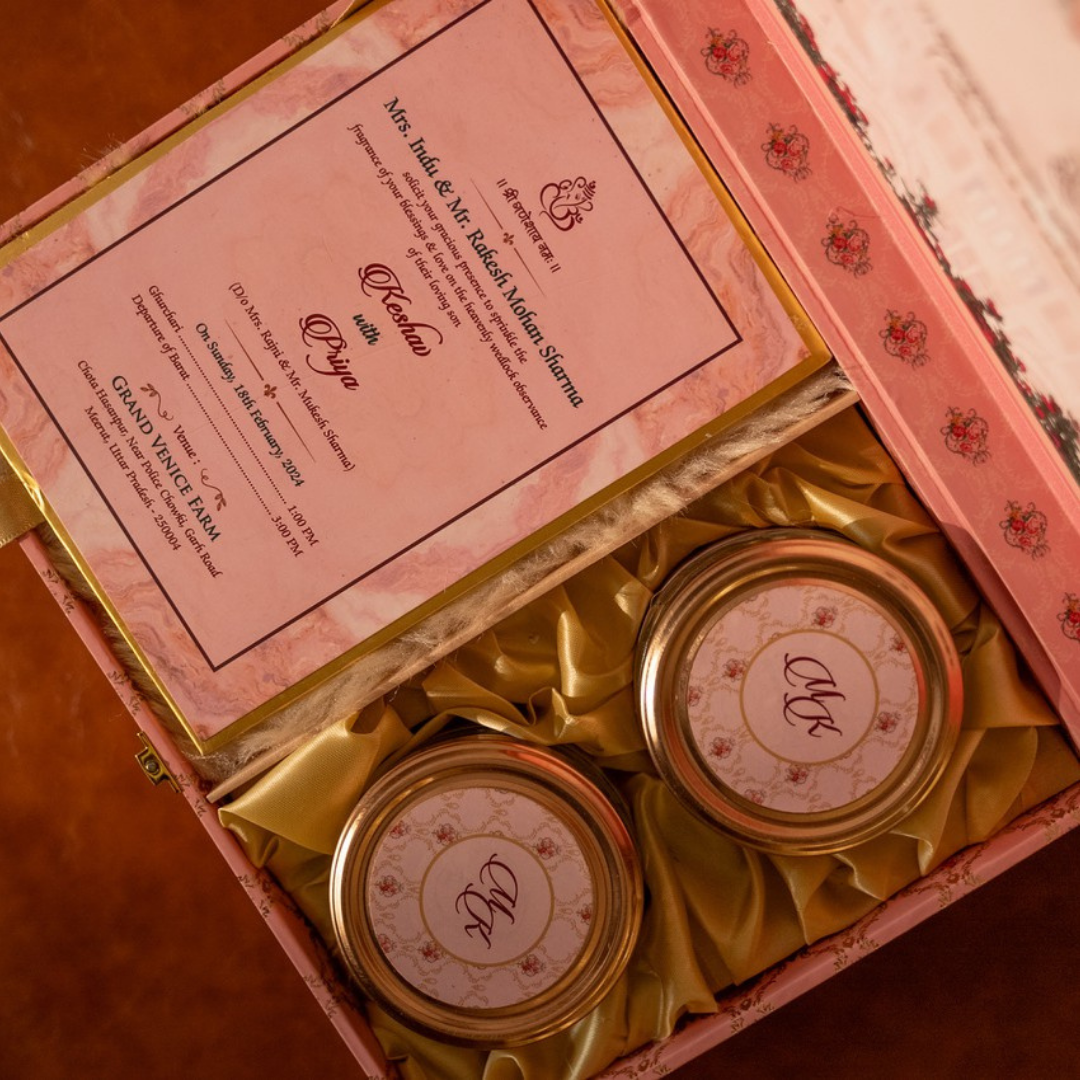 || श्री गणेशाय नमः ||
Mrs. Indu & Mr. Rakesh Mohan Sharma
solicit your gracious presence to sprinkle the
fragrance of your blessings & love on the heavenly wedlock observance
of their loving son
Keshav
with
Priya
(D/o Mrs. Rajni & Mr. Mukesh Sharma)
On Sunday, 18th February, 2024
Ghurchari ........................................ 1:00 PM
Departure of Barat ........................................ 3:00 PM
Venue :
GRAND VENICE FARM
Chota Hasanpur, Near Police Chowki, Garh Road
Meerut, Uttar Pradesh - 250004
MK
MK